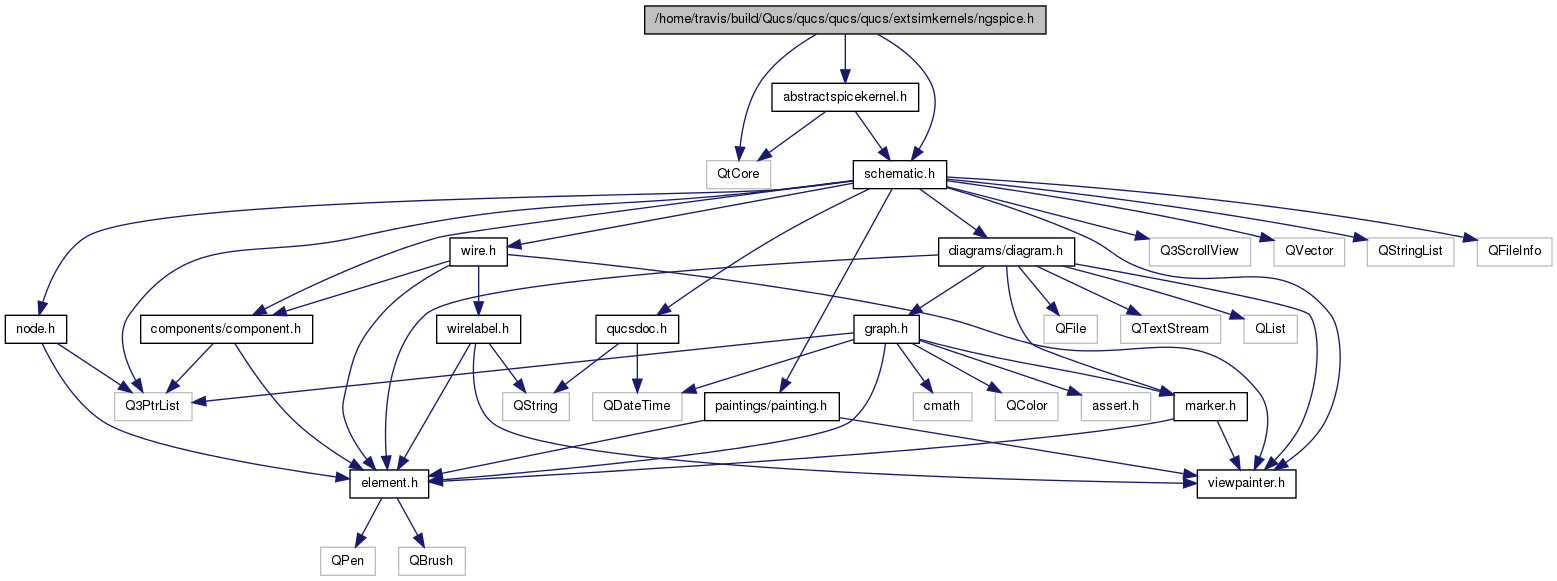 /home/travis/build/Qucs/qucs/qucs/qucs/extsimkernels/ngspice.h
abstractspicekernel.h
QtCore
schematic.h
wire.h
diagrams/diagram.h
Q3ScrollView
QVector
QStringList
QFileInfo
node.h
components/component.h
wirelabel.h
qucsdoc.h
graph.h
QFile
QTextStream
QList
Q3PtrList
QString
QDateTime
paintings/painting.h
cmath
QColor
assert.h
marker.h
element.h
viewpainter.h
QPen
QBrush